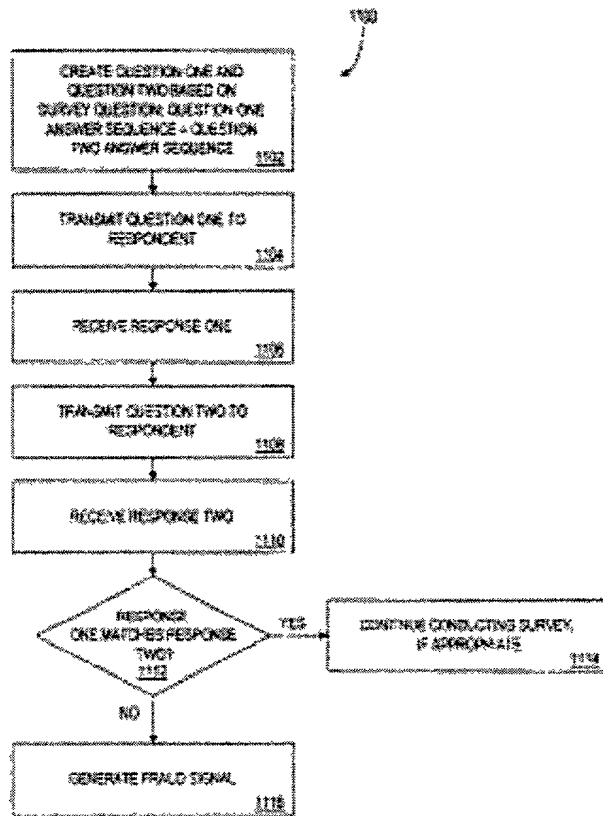 1100
CREATE QUESTION ONE AND
QUESTION TWO BASED ON
SURVEY QUESTION; QUESTION ONE
ANSWER SEQUENCE ≠ QUESTION
TWO ANSWER SEQUENCE
1102
TRANSMIT QUESTION ONE TO
RESPONDENT
1104
RECEIVE RESPONSE ONE
1106
TRANSMIT QUESTION TWO TO
RESPONDENT
1108
RECEIVE RESPONSE TWO
1110
RESPONSE
ONE MATCHES RESPONSE
TWO?
1112
YES
CONTINUE CONDUCTING SURVEY,
IF APPROPRIATE
1114
NO
GENERATE FRAUD SIGNAL
1116